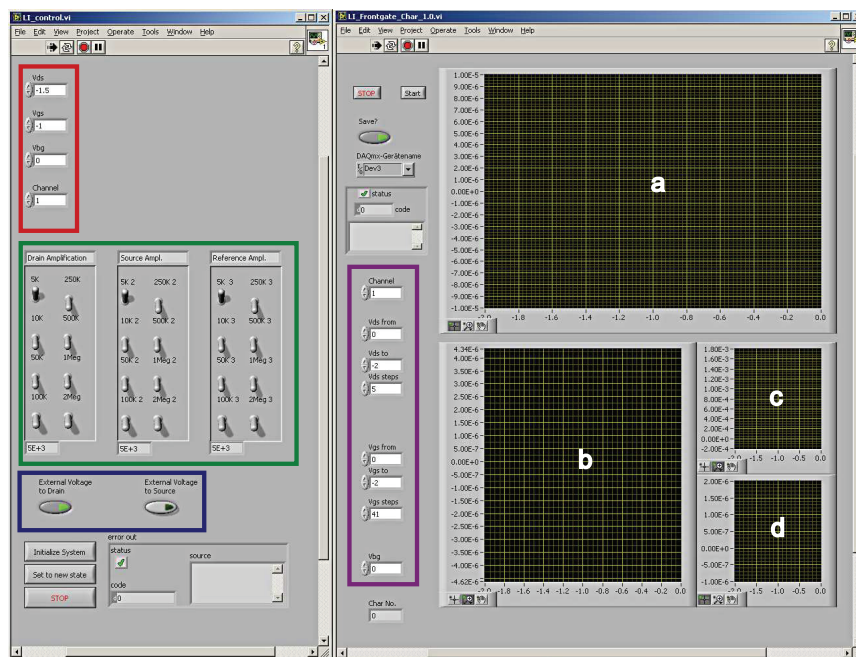 LI_control.vi
File Edit View Project Operate Tools Window Help
Vds
-1.5
Vgs
-1
Vbg
0
Channel
1
Drain Amplification
5K 250K
10K 500K
50K 1Meg
100K 2Meg
5E+3
Source Ampl.
5K 2 250K 2
10K 2 500K 2
50K 2 1Meg 2
100K 2 2Meg 2
5E+3
Reference Ampl.
5K 3 250K 3
10K 3 500K 3
50K 3 1Meg 3
100K 3 2Meg 3
5E+3
External Voltage
to Drain
External Voltage
to Source
Initialize System
Set to new state
STOP
error out
status
code
0
source
LI_Frontgate_Char_1.0.vi
File Edit View Project Operate Tools Window Help
STOP Start
Save?
DAQmx-Gerätename
Dev3
status
0 code
Channel
1
Vds from
0
Vds to
-2
Vds steps
5
Vgs from
0
Vgs to
-2
Vgs steps
41
Vbg
0
Char No.
0
1.00E-5
9.00E-6
8.00E-6
7.00E-6
6.00E-6
5.00E-6
4.00E-6
3.00E-6
2.00E-6
1.00E-6
0.00E+0
-1.00E-6
-2.00E-6
-3.00E-6
-4.00E-6
-5.00E-6
-6.00E-6
-7.00E-6
-8.00E-6
-9.00E-6
-1.00E-5
a
-2.0 -1.8 -1.6 -1.4 -1.2 -1.0 -0.8 -0.6 -0.4 -0.2 0.0
4.34E-6
4.00E-6
3.50E-6
3.00E-6
2.50E-6
2.00E-6
1.50E-6
1.00E-6
5.00E-7
0.00E+0
-5.00E-7
-1.00E-6
-1.50E-6
-2.00E-6
-2.50E-6
-3.00E-6
-3.50E-6
-4.00E-6
-4.62E-6
b
-2.0 -1.8 -1.6 -1.4 -1.2 -1.0 -0.8 -0.6 -0.4 -0.2 0.0
1.80E-3
1.60E-3
1.40E-3
1.20E-3
1.00E-3
8.00E-4
6.00E-4
4.00E-4
2.00E-4
0.00E+0
-2.00E-4
c
-2.0 -1.5 -1.0 -0.5 0.0
2.00E-6
1.50E-6
1.00E-6
5.00E-7
0.00E+0
-5.00E-7
-1.00E-6
d
-2.0 -1.5 -1.0 -0.5 0.0